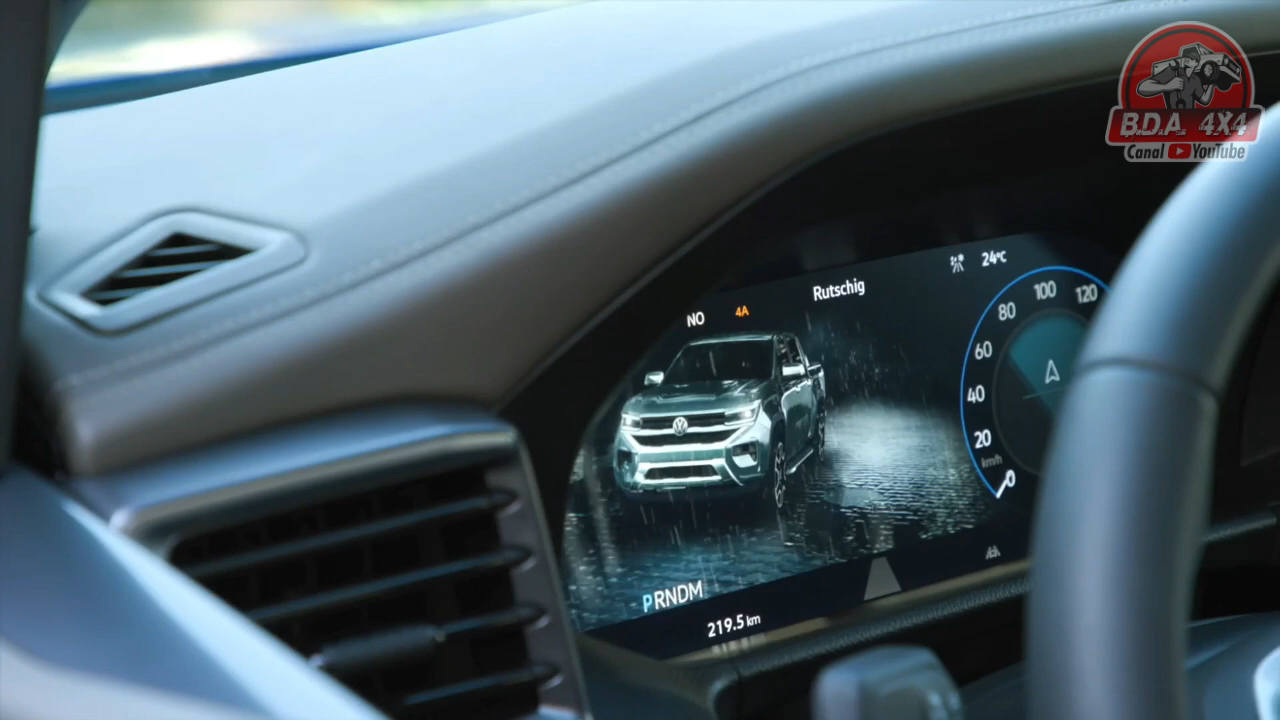 BDA 4X4
Canal YouTube
24°C
Rutschig
NO 4A
120
100
80
60
40
20
km/h
0
PRNDM
219.5 km